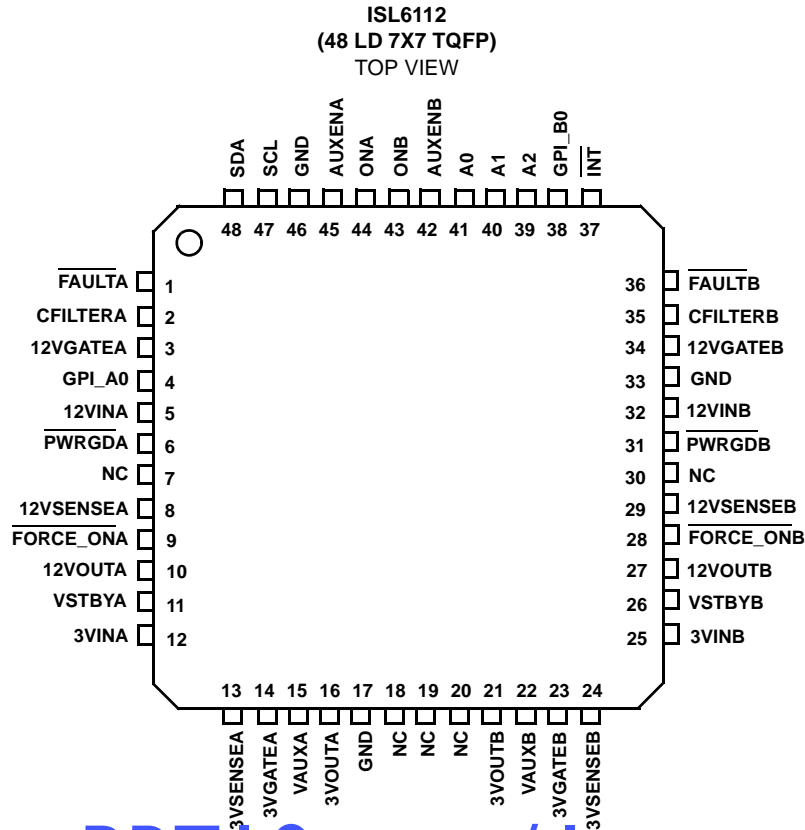 ISL6112
(48 LD 7X7 TQFP)
TOP VIEW
SDA
SCL
GND
AUXENA
ONA
ONB
AUXENB
A0
A1
A2
GPI_B0
INT
48 47 46 45 44 43 42 41 40 39 38 37
FAULTA 1
CFILTERA 2
12VGATEA 3
GPI_A0 4
12VINA 5
PWRGDA 6
NC 7
12VSENSEA 8
FORCE_ONA 9
12VOUTA 10
VSTBYA 11
3VINA 12
36 FAULTB
35 CFILTERB
34 12VGATEB
33 GND
32 12VINB
31 PWRGDB
30 NC
29 12VSENSEB
28 FORCE_ONB
27 12VOUTB
26 VSTBYB
25 3VINB
13 14 15 16 17 18 19 20 21 22 23 24
3VSENSEA
3VGATEA
VAUXA
3VOUTA
GND
NC
NC
NC
3VOUTB
VAUXB
3VGATEB
3VSENSEB